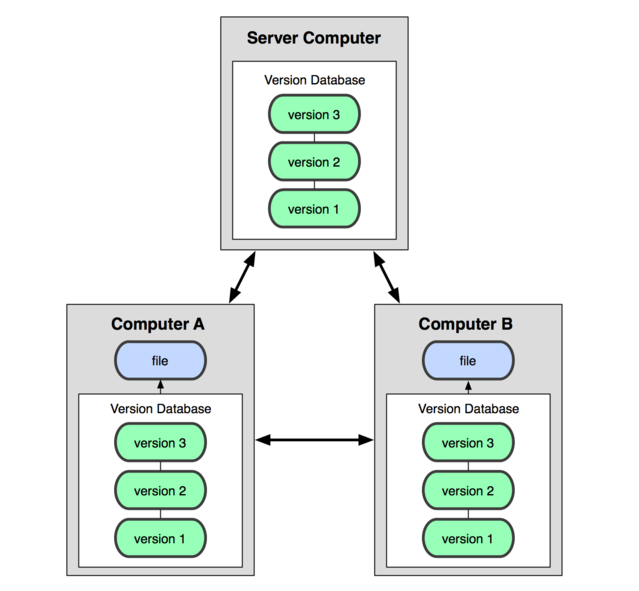 Server Computer
Version Database
version 3
version 2
version 1
Computer A
file
Version Database
version 3
version 2
version 1
Computer B
file
Version Database
version 3
version 2
version 1